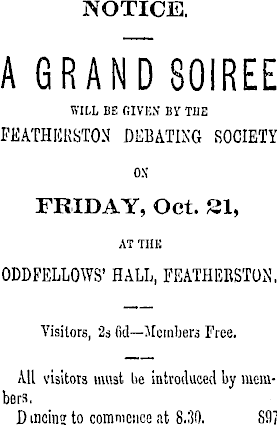 NOTICE.
A GRAND SOIREE
WILL BE GIVEN BY THE
FEATHERSTON DEBATING SOCIETY
ON
FRIDAY, Oct. 21,
AT THE
ODDFELLOWS' HALL, FEATHERSTON.
Visitors, 2s 6d—Members Free.
All visitors must be introduced by mem-
bers.
Dancing to commence at 8.30. 897